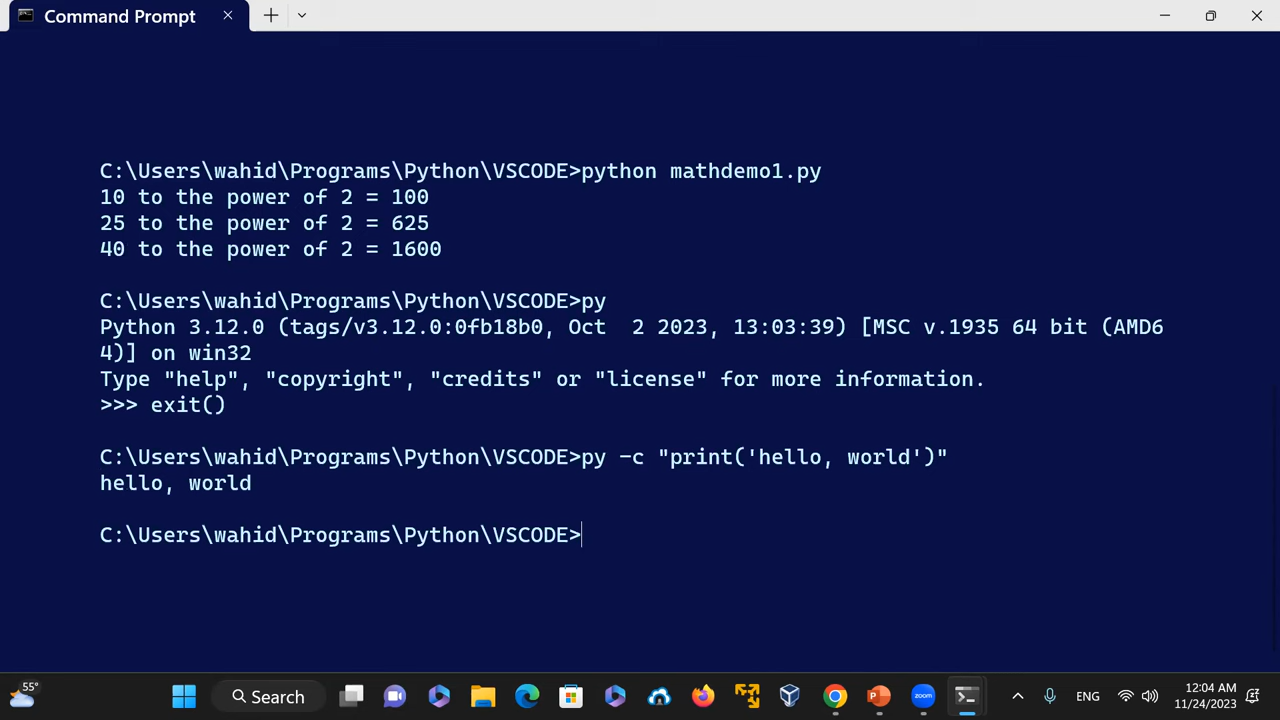 Command Prompt
C:\Users\wahid\Programs\Python\VSCODE>python mathdemo1.py
10 to the power of 2 = 100
25 to the power of 2 = 625
40 to the power of 2 = 1600
C:\Users\wahid\Programs\Python\VSCODE>py
Python 3.12.0 (tags/v3.12.0:0fb18b0, Oct  2 2023, 13:03:39) [MSC v.1935 64 bit (AMD6
4)] on win32
Type "help", "copyright", "credits" or "license" for more information.
>>> exit()
C:\Users\wahid\Programs\Python\VSCODE>py -c "print('hello, world')"
hello, world
C:\Users\wahid\Programs\Python\VSCODE>
55°
Search
zoom
ENG
12:04 AM
11/24/2023